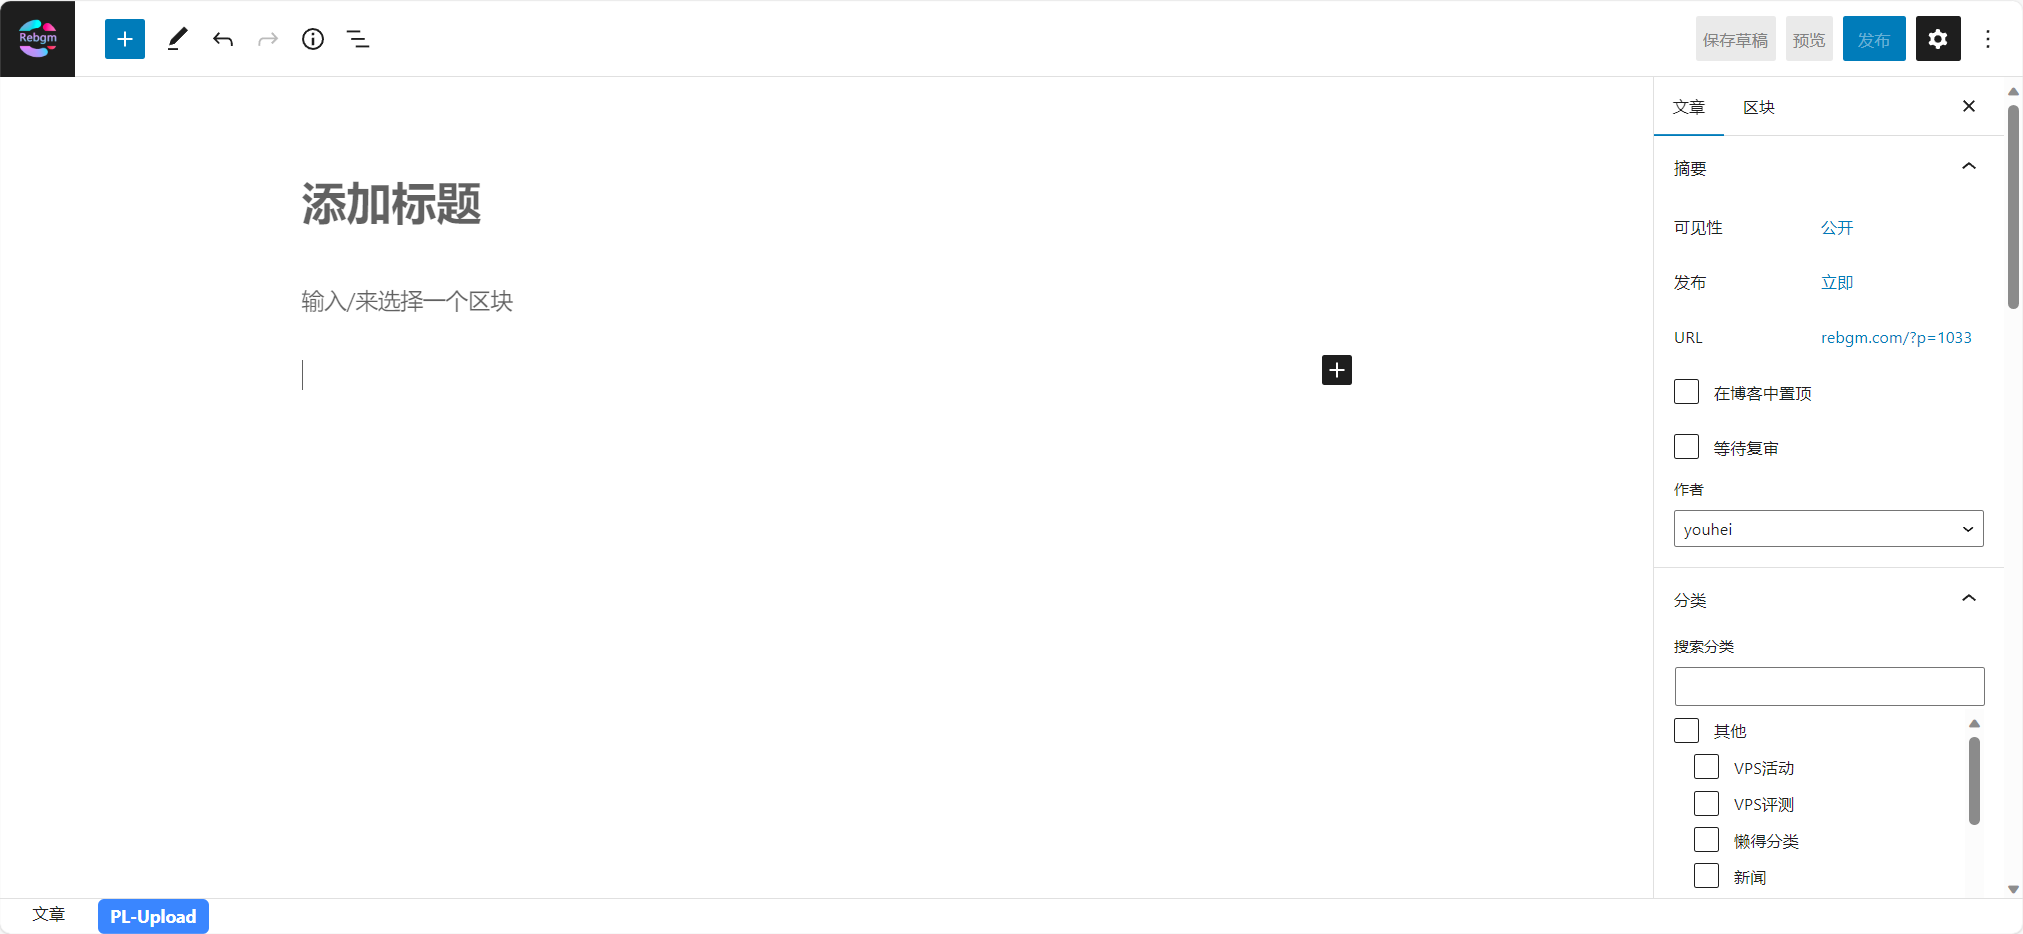 Rebgm
保存草稿
预览
发布
文章
区块
摘要
添加标题
可见性
公开
发布
立即
输入/来选择一个区块
URL
rebgm.com/?p=1033
在博客中置顶
等待复审
作者
youhei
分类
搜索分类
其他
VPS活动
VPS评测
懒得分类
新闻
文章
PL-Upload